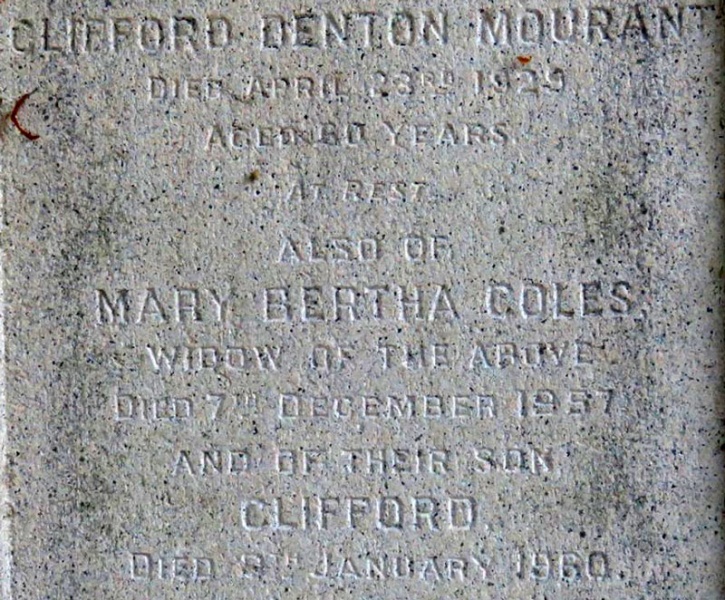 CLIFFORD DENTON MOURANT
DIED APRIL 23RD 1929
AGED 60 YEARS.
AT REST.
ALSO OF
MARY BERTHA COLES,
WIDOW OF THE ABOVE
DIED 7TH DECEMBER 1957
AND OF THEIR SON
CLIFFORD,
DIED JANUARY 1960.